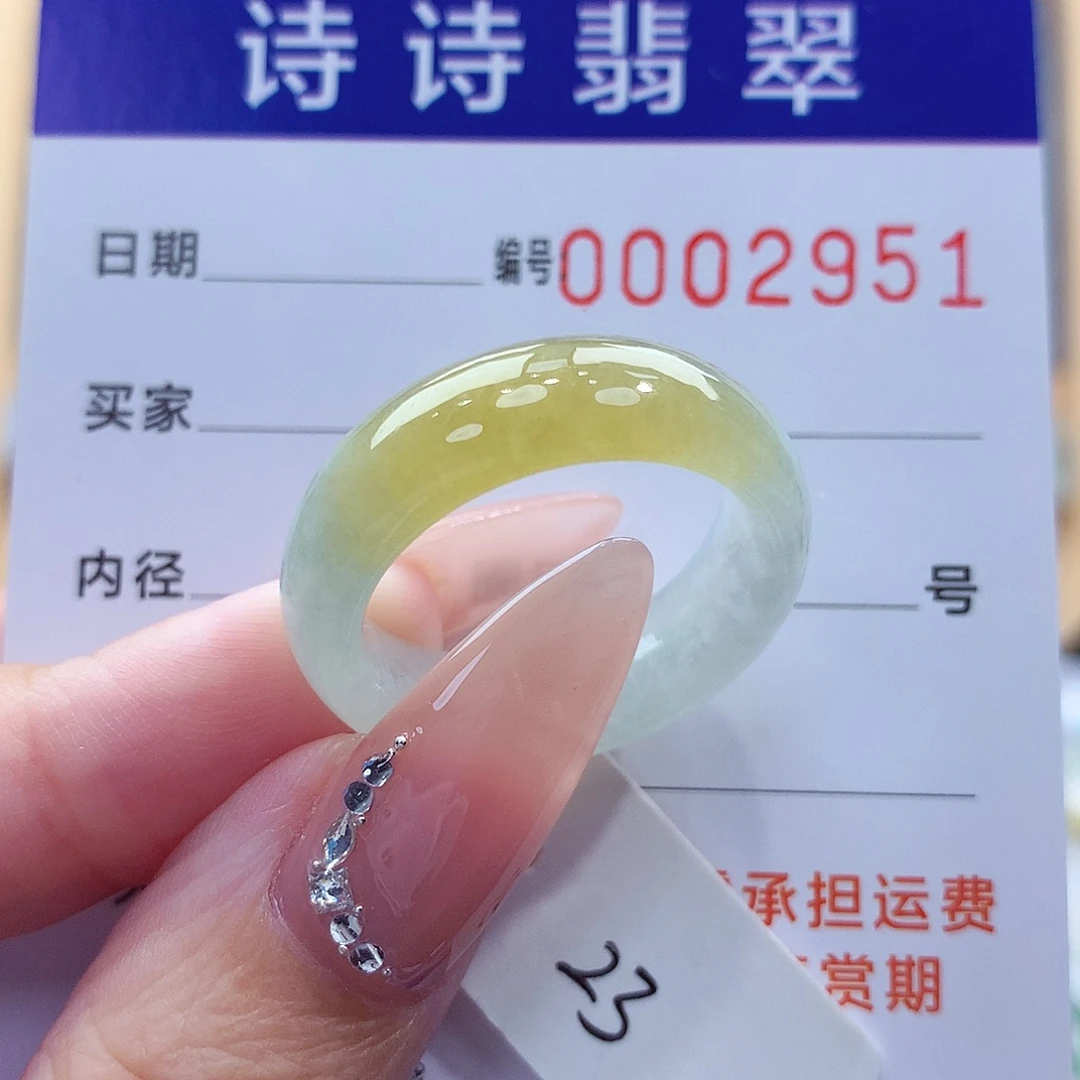 诗诗翡翠
日期 编号0002951
买家
内径 号
承担运费
赏期
23